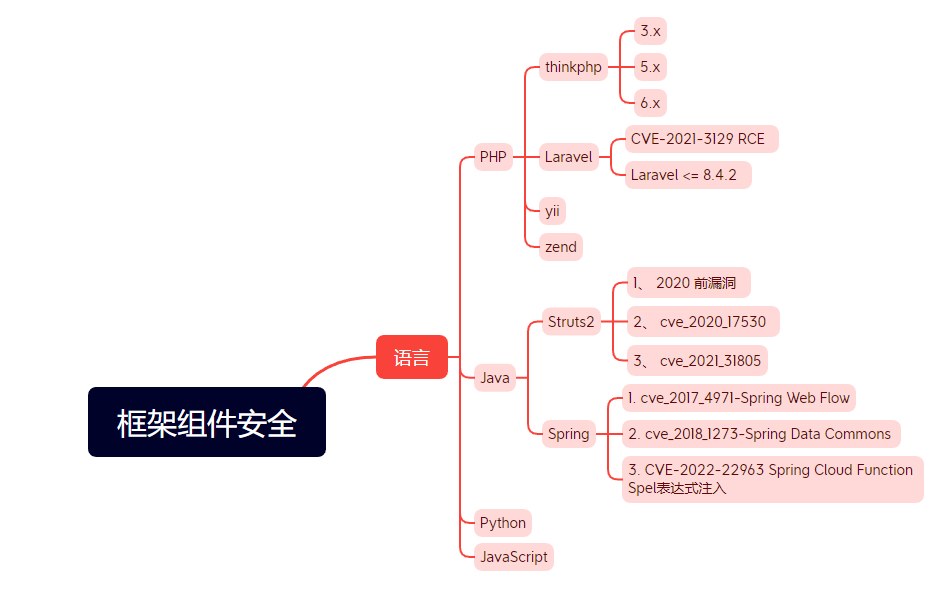 框架组件安全
语言
PHP
thinkphp
3.x
5.x
6.x
Laravel
CVE-2021-3129 RCE
Laravel <= 8.4.2
yii
zend
Java
Struts2
1、 2020 前漏洞
2、 cve_2020_17530
3、 cve_2021_31805
Spring
1. cve_2017_4971-Spring Web Flow
2. cve_2018_1273-Spring Data Commons
3. CVE-2022-22963 Spring Cloud Function
Spel表达式注入
Python
JavaScript